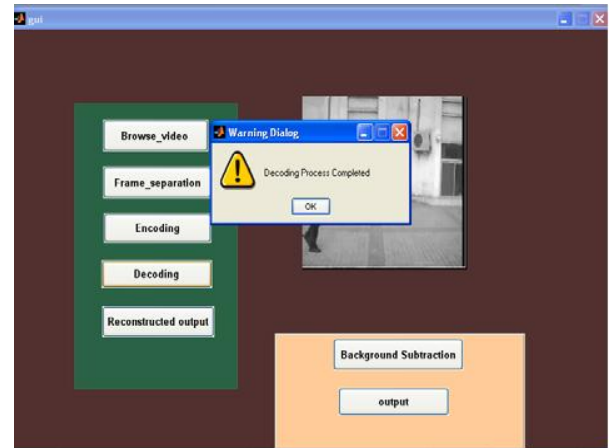 gui
Browse_video
Warning Dialog
Frame_separation
Decoding Process Completed
OK
Encoding
Decoding
Reconstructed output
Background Subtraction
output